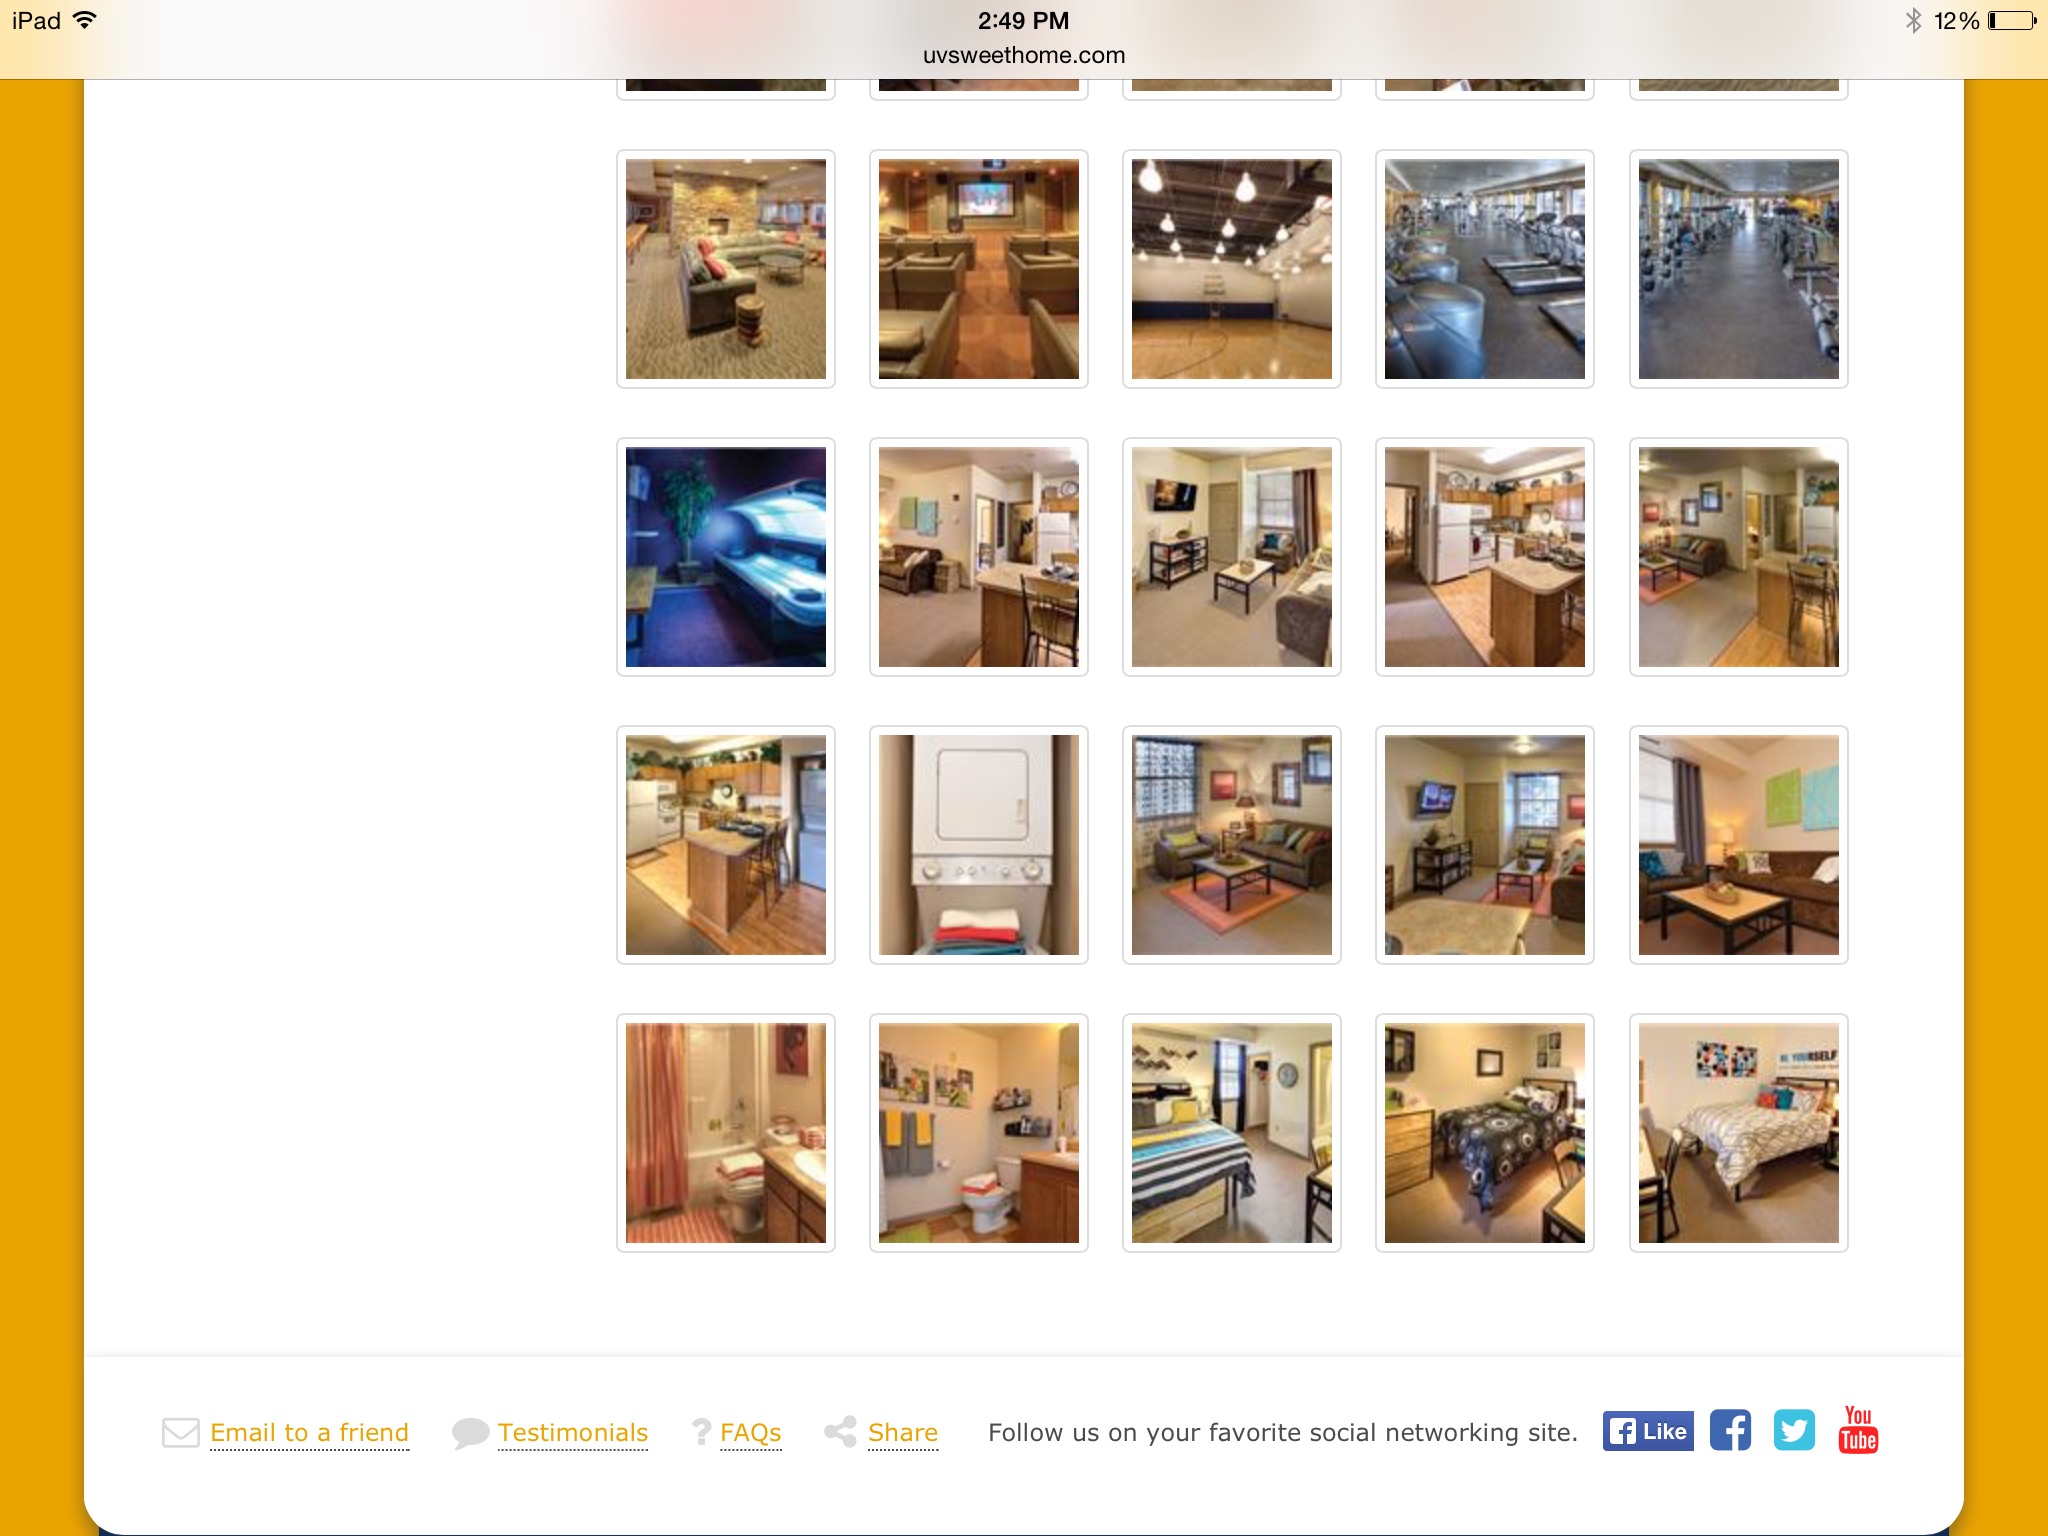 iPad
2:49 PM
12%
uvsweethome.com
YOURSELF
Email to a friend
Testimonials
FAQs
Share
Follow us on your favorite social networking site.
Like
You
Tube